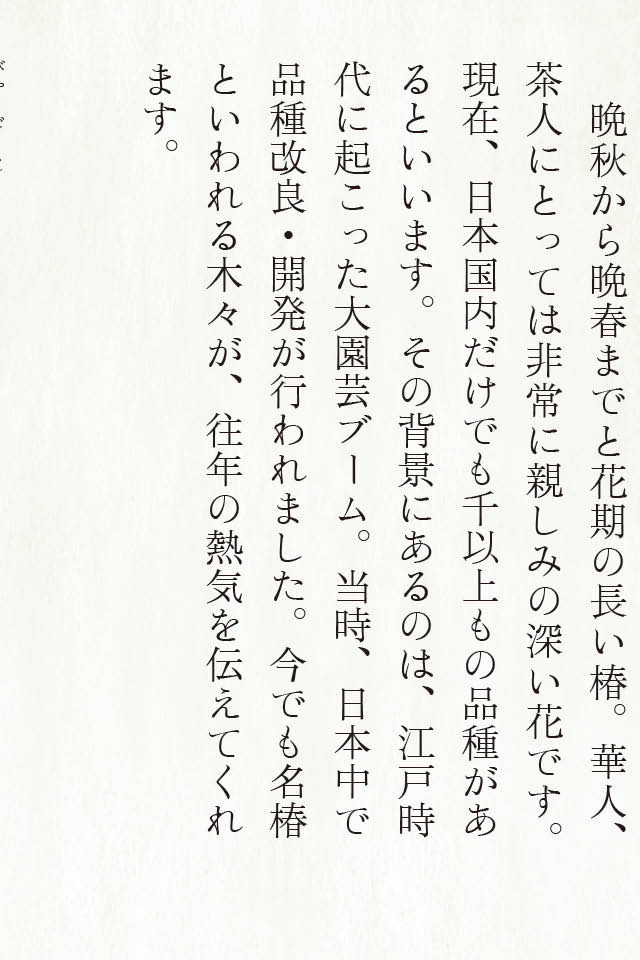 晩秋から晩春までと花期の長い椿。華人、
茶人にとっては非常に親しみの深い花です。
現在、日本国内だけでも千以上もの品種があ
るといいます。その背景にあるのは、江戸時
代に起こった大園芸ブーム。当時、日本中で
品種改良・開発が行われました。今でも名椿
といわれる木々が、往年の熱気を伝えてくれ
ます。